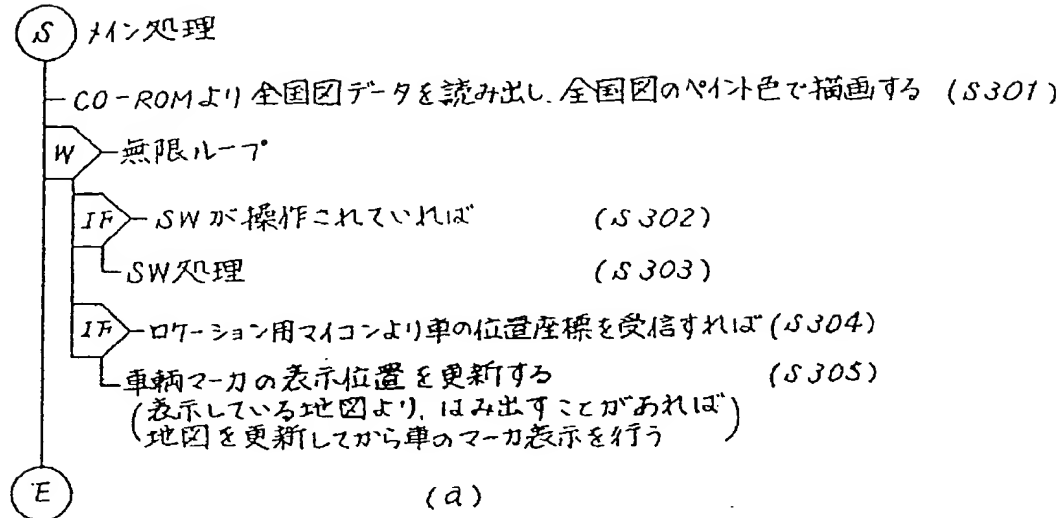 S メイン処理
CD-ROMより全国図データを読み出し、全国図のペイント色で描画する (S301)
W 無限ループ
IF SWが操作されていれば (S302)
SW処理 (S303)
IF ロケーション用マイコンより車の位置座標を受信すれば (S304)
車輌マーカの表示位置を更新する (S305)
(表示している地図より、はみ出すことがあれば
地図を更新してから車のマーカ表示を行う)
E
(a)